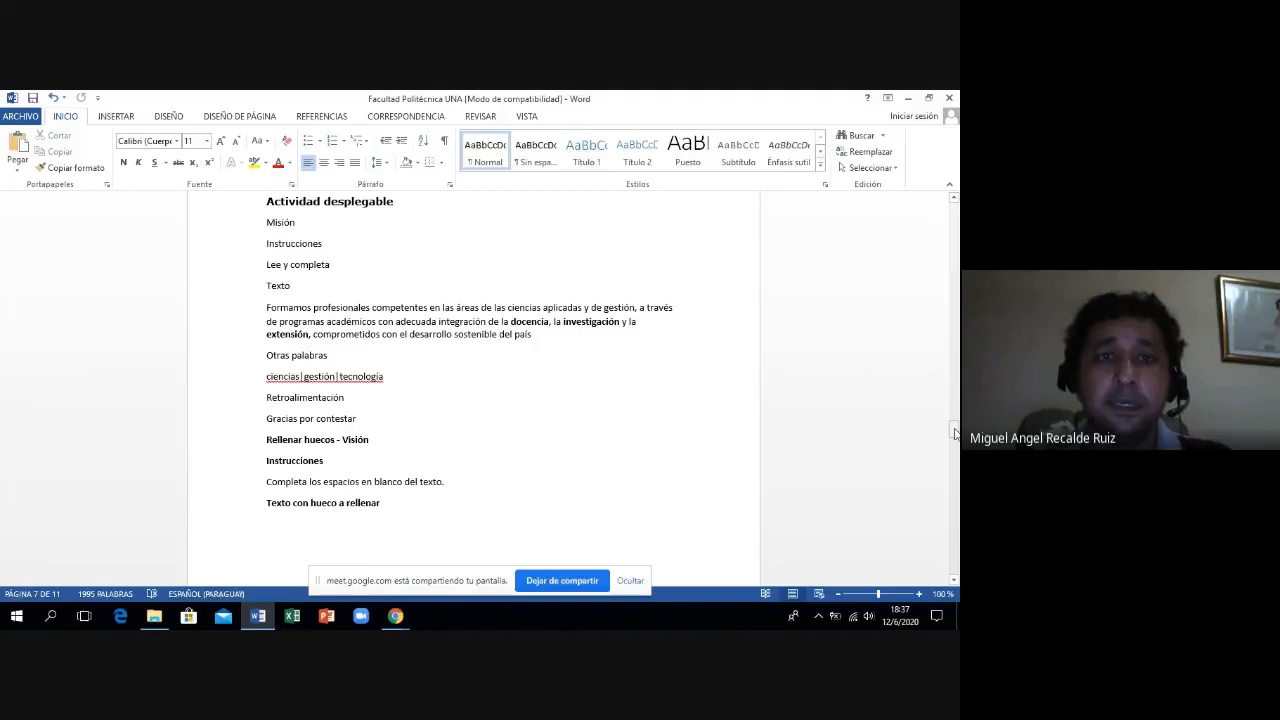 Facultad Politécnica UNA [Modo de compatibilidad] - Word
Iniciar sesión
ARCHIVO INICIO INSERTAR DISEÑO DISEÑO DE PÁGINA REFERENCIAS CORRESPONDENCIA REVISAR VISTA
Pegar
Cortar
Copiar
Copiar formato
Portapapeles
Calibri (Cuerp 11
N K S abc x₂ x²
Fuente
Párrafo
AaBbCcDc AaBbCcDc AaBbCc AaBbCcC AaBl AaBbCcD AaBbCcDc
¶ Normal ¶ Sin espa... Título 1 Título 2 Puesto Subtítulo Énfasis sutil
Estilos
Buscar
Reemplazar
Seleccionar
Edición
Actividad desplegable
Misión
Instrucciones
Lee y completa
Texto
Formamos profesionales competentes en las áreas de las ciencias aplicadas y de gestión, a través
de programas académicos con adecuada integración de la docencia, la investigación y la
extensión, comprometidos con el desarrollo sostenible del país
Otras palabras
ciencias|gestión|tecnología
Retroalimentación
Gracias por contestar
Rellenar huecos - Visión
Instrucciones
Completa los espacios en blanco del texto.
Texto con hueco a rellenar
meet.google.com está compartiendo tu pantalla. Dejar de compartir Ocultar
PÁGINA 7 DE 11 1995 PALABRAS ESPAÑOL (PARAGUAY) 100 %
18:37
12/6/2020
Miguel Angel Recalde Ruiz